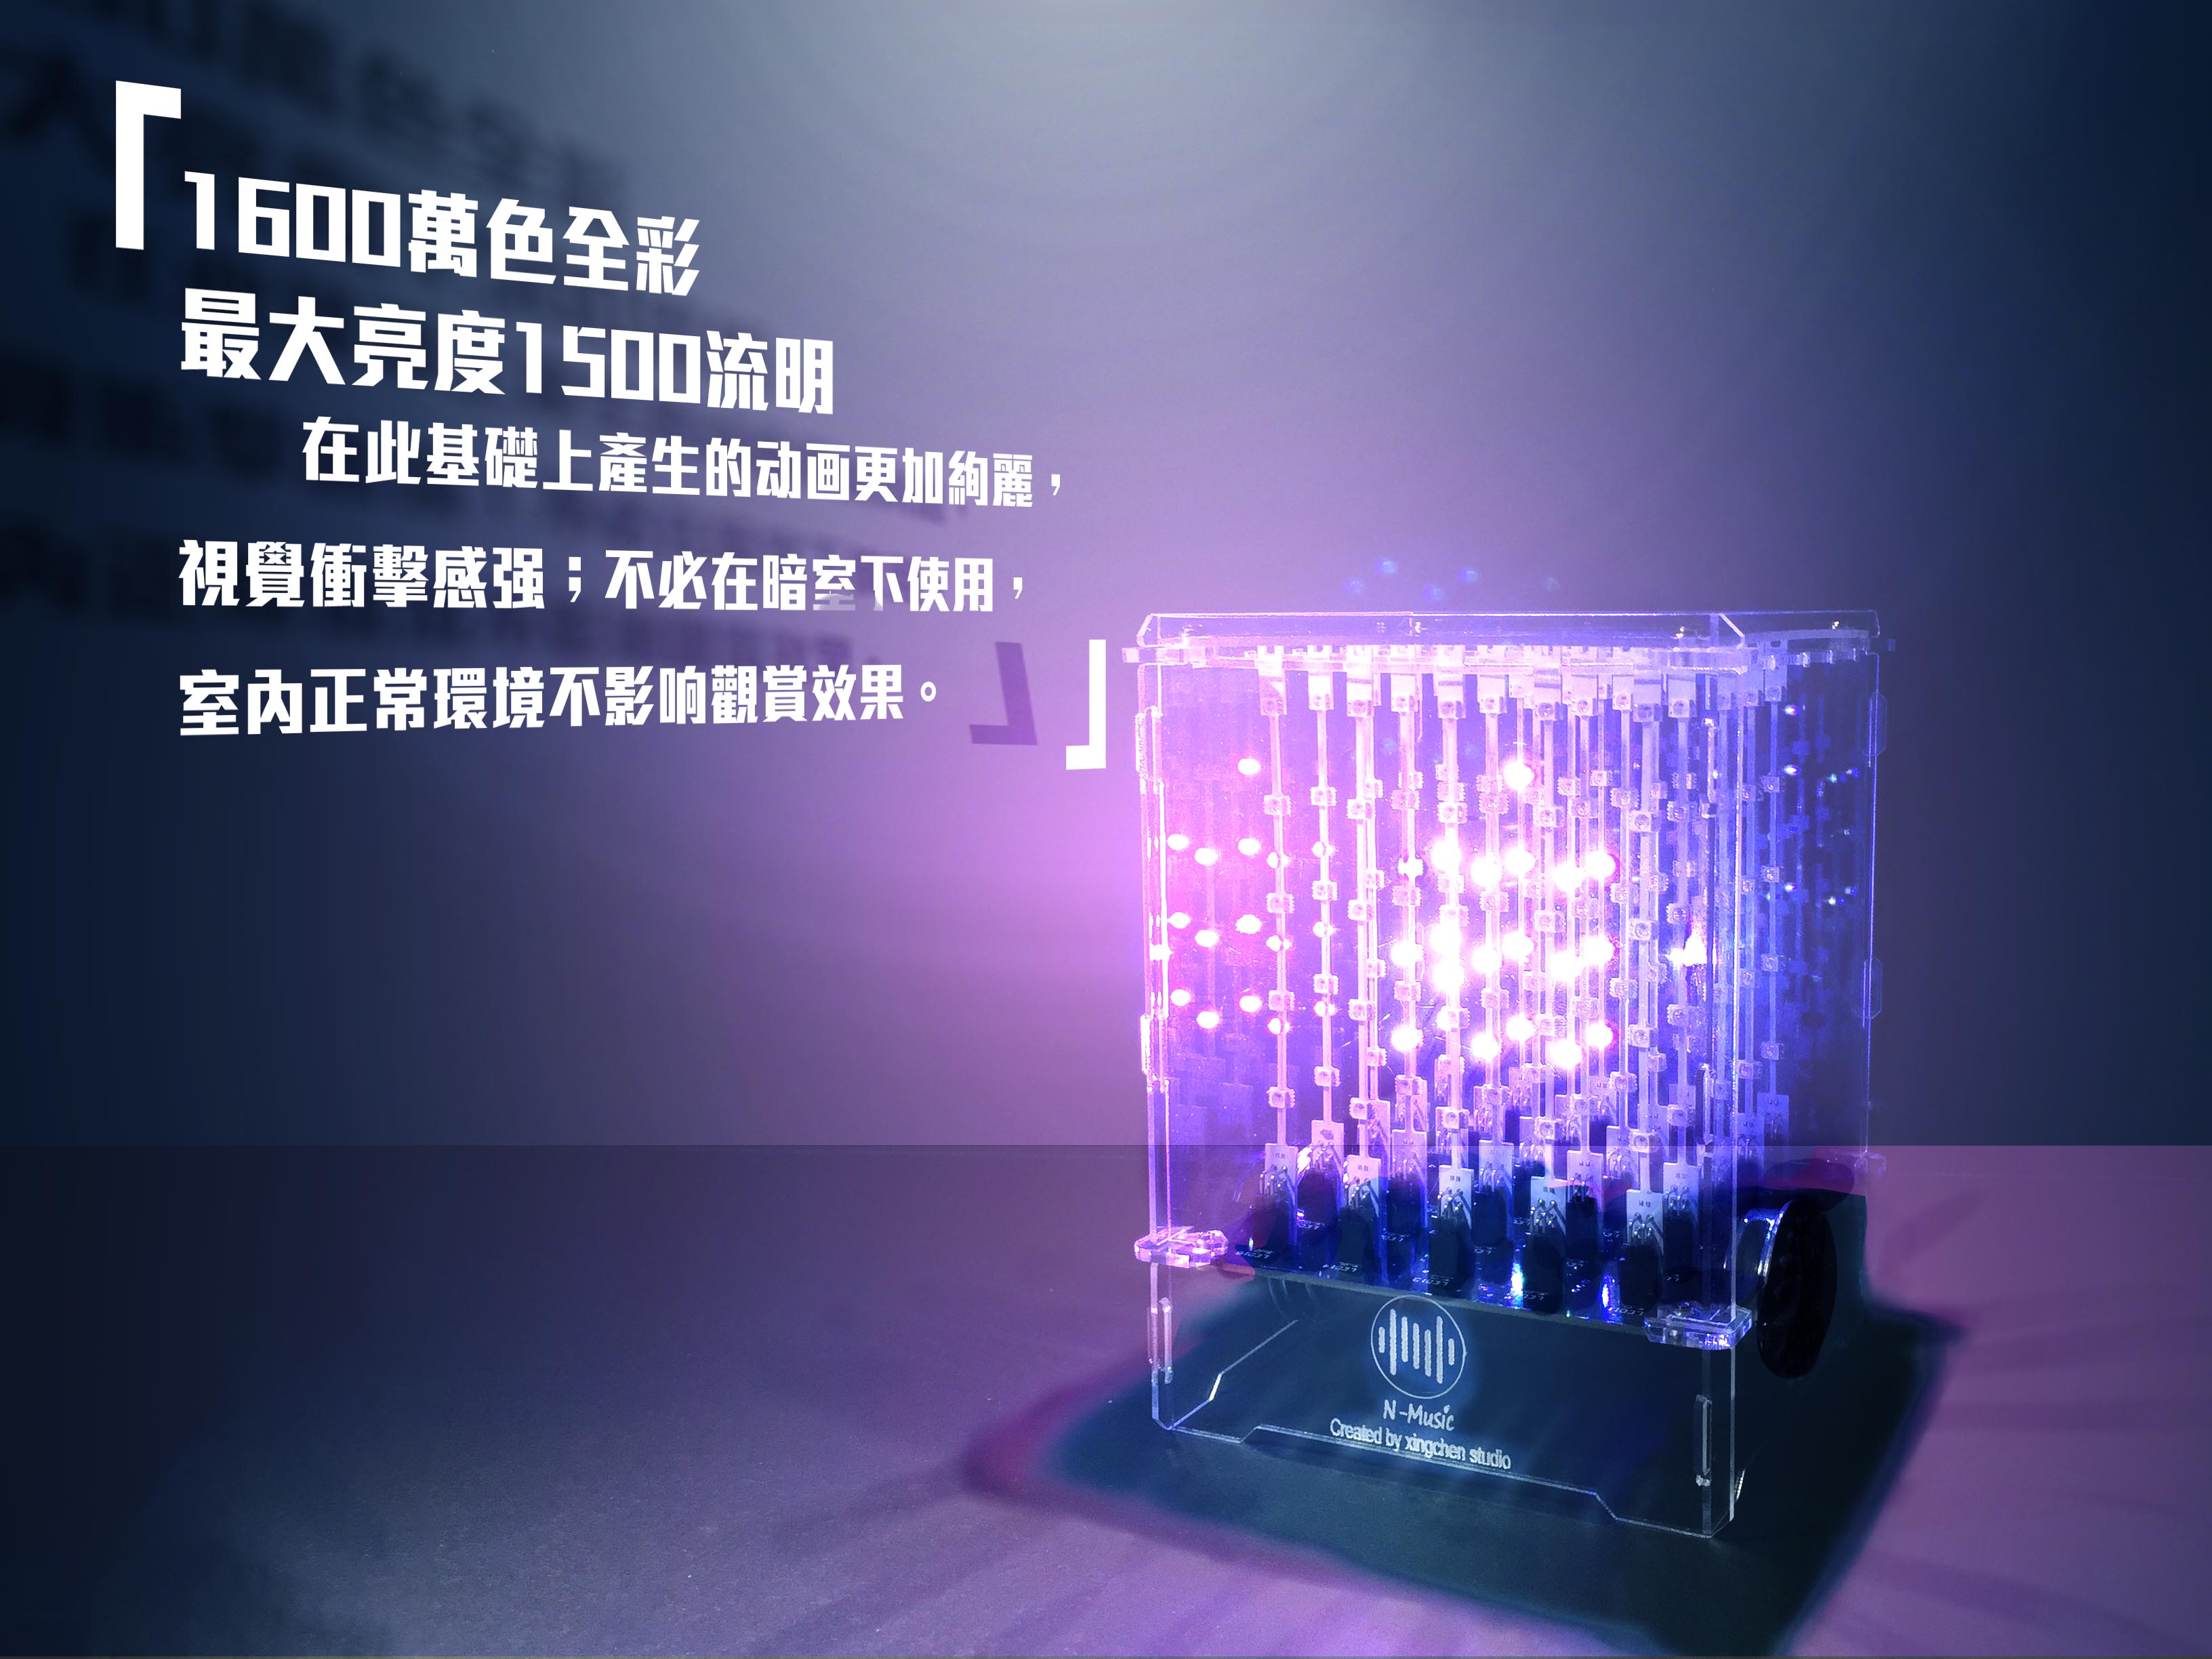 「1600萬色全彩
最大亮度1500流明
在此基礎上產生的动画更加絢麗，
視覺衝擊感强；不必在暗室下使用，
室內正常環境不影响觀賞效果。」
N-Music
Created by xingchen studio